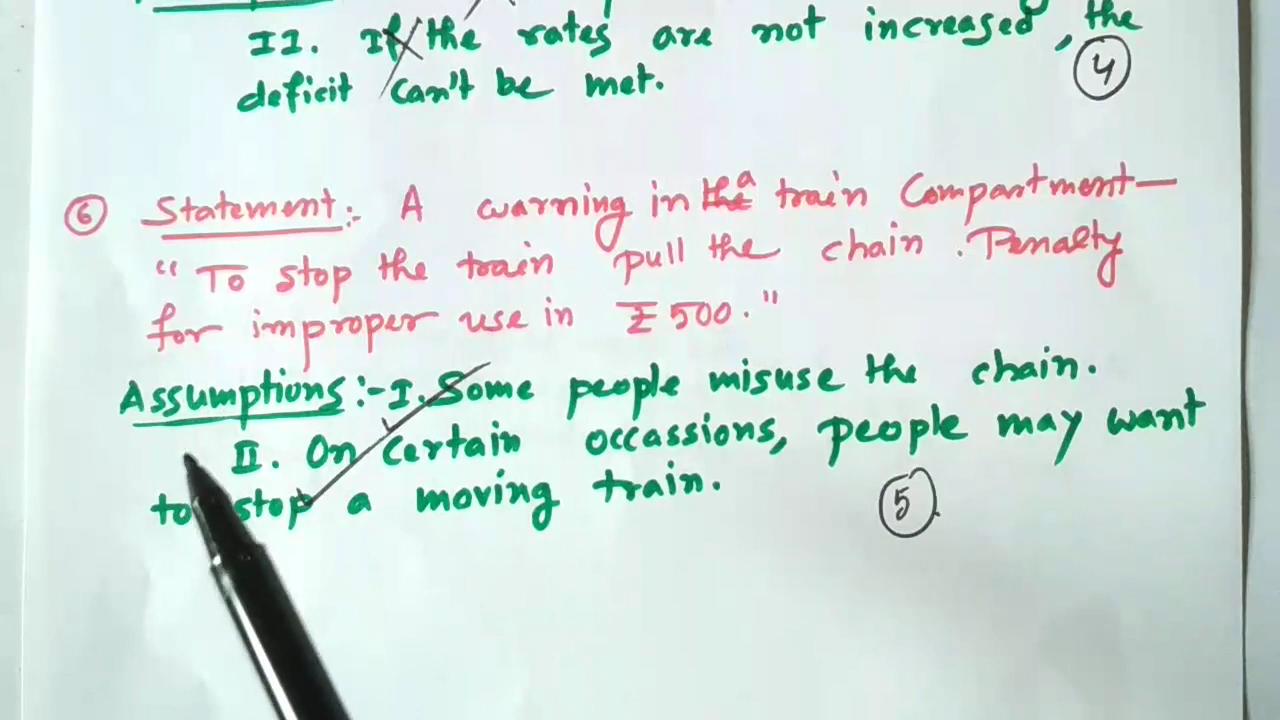 II. If the rates are not increased, the
deficit can't be met.
4
6 Statement:- A warning in the a train Compartment—
"To stop the train pull the chain. Penalty
for improper use in ₹500."
Assumptions:- I. Some people misuse the chain.
II. On certain occassions, people may want
to stop a moving train.
5